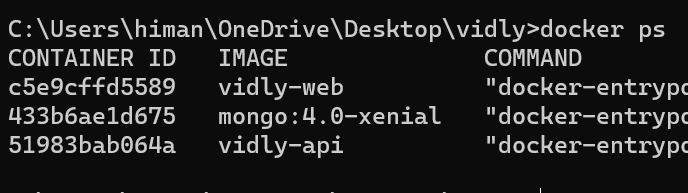 C:\Users\himan\OneDrive\Desktop\vidly>docker ps
CONTAINER ID   IMAGE              COMMAND
c5e9cffd5589   vidly-web          "docker-entrypo
433b6ae1d675   mongo:4.0-xenial   "docker-entrypo
51983bab064a   vidly-api          "docker-entrypo